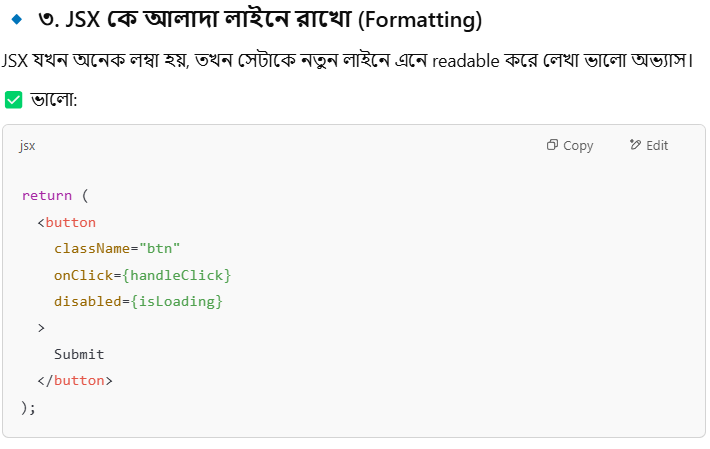 ৩. JSX কে আলাদা লাইনে রাখো (Formatting)
JSX যখন অনেক লম্বা হয়, তখন সেটাকে নতুন লাইনে এনে readable করে লেখা ভালো অভ্যাস।
ভালো:
jsx Copy Edit
return (
  <button
    className="btn"
    onClick={handleClick}
    disabled={isLoading}
  >
    Submit
  </button>
);